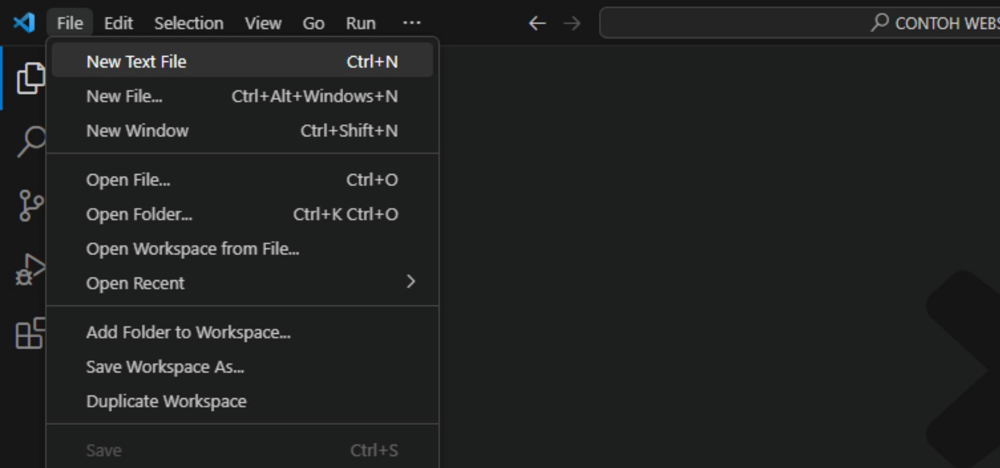 File Edit Selection View Go Run ··· CONTOH WEBS
New Text File Ctrl+N
New File... Ctrl+Alt+Windows+N
New Window Ctrl+Shift+N
Open File... Ctrl+O
Open Folder... Ctrl+K Ctrl+O
Open Workspace from File...
Open Recent
Add Folder to Workspace...
Save Workspace As...
Duplicate Workspace
Save Ctrl+S